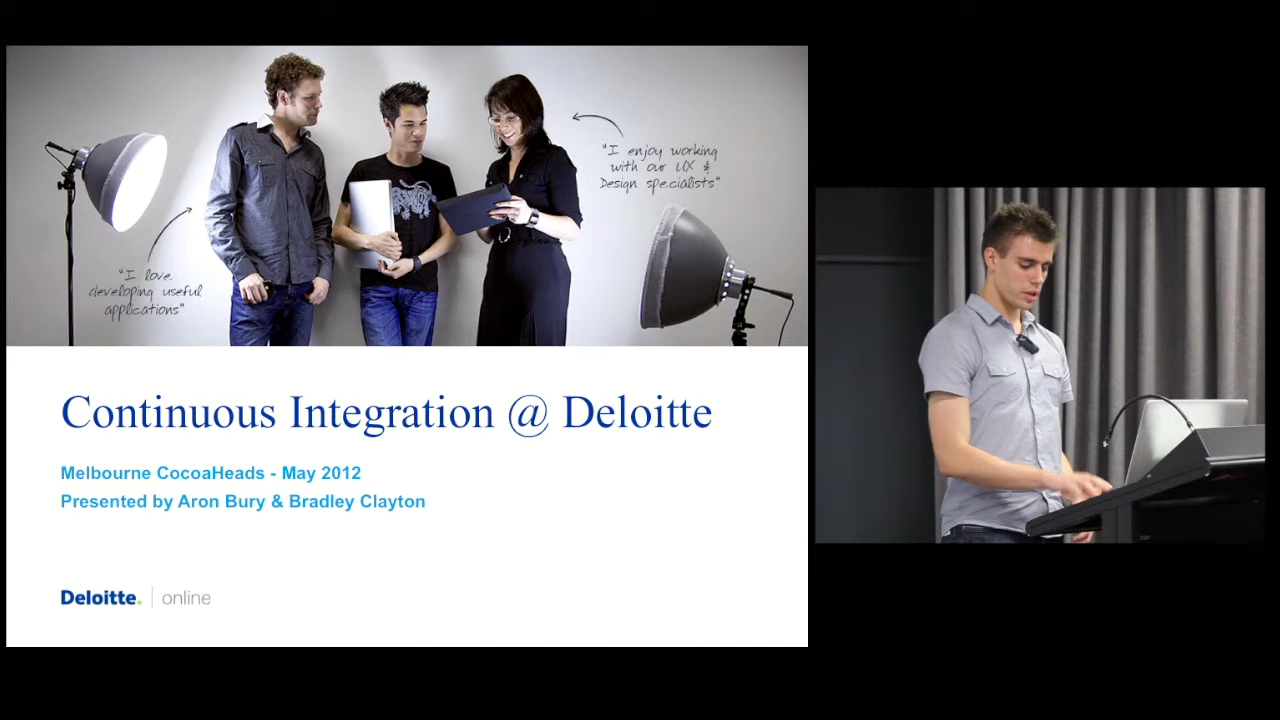 "I enjoy working
with our UX &
Design specialists"
"I love
developing useful
applications"
Continuous Integration @ Deloitte
Melbourne CocoaHeads - May 2012
Presented by Aron Bury & Bradley Clayton
Deloitte. | online